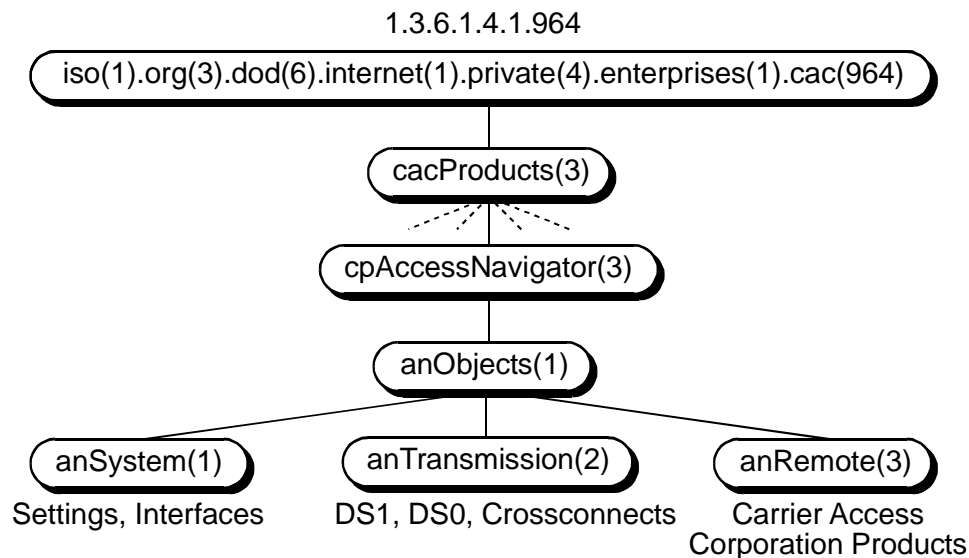 1.3.6.1.4.1.964
iso(1).org(3).dod(6).internet(1).private(4).enterprises(1).cac(964)
cacProducts(3)
cpAccessNavigator(3)
anObjects(1)
anSystem(1)
anTransmission(2)
anRemote(3)
Settings, Interfaces
DS1, DS0, Crossconnects
Carrier Access
Corporation Products